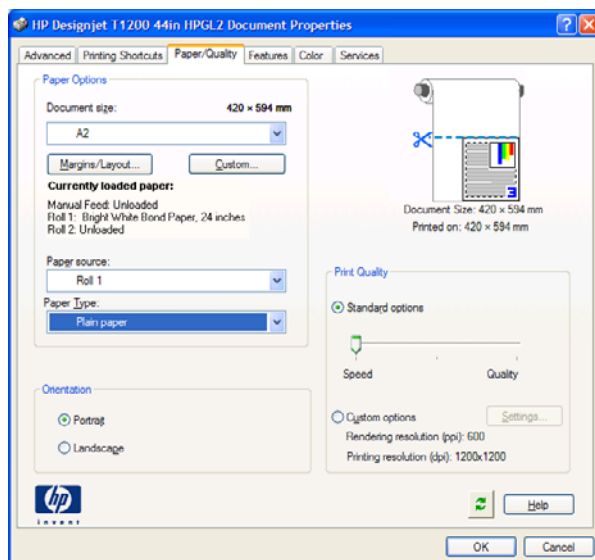 HP Designjet T1200 44in HPGL2 Document Properties
Advanced Printing Shortcuts Paper/Quality Features Color Services
Paper Options
Document size: 420 × 594 mm
A2
Margins/Layout... Custom...
Currently loaded paper:
Manual Feed: Unloaded
Roll 1: Bright White Bond Paper, 24 inches
Roll 2: Unloaded
Paper source:
Roll 1
Paper Type:
Plain paper
Orientation
Portrait
Landscape
3
Document Size: 420 × 594 mm
Printed on: 420 × 594 mm
Print Quality
Standard options
Speed Quality
Custom options Settings...
Rendering resolution (ppi): 600
Printing resolution (dpi): 1200x1200
hp
invent
Help
OK Cancel